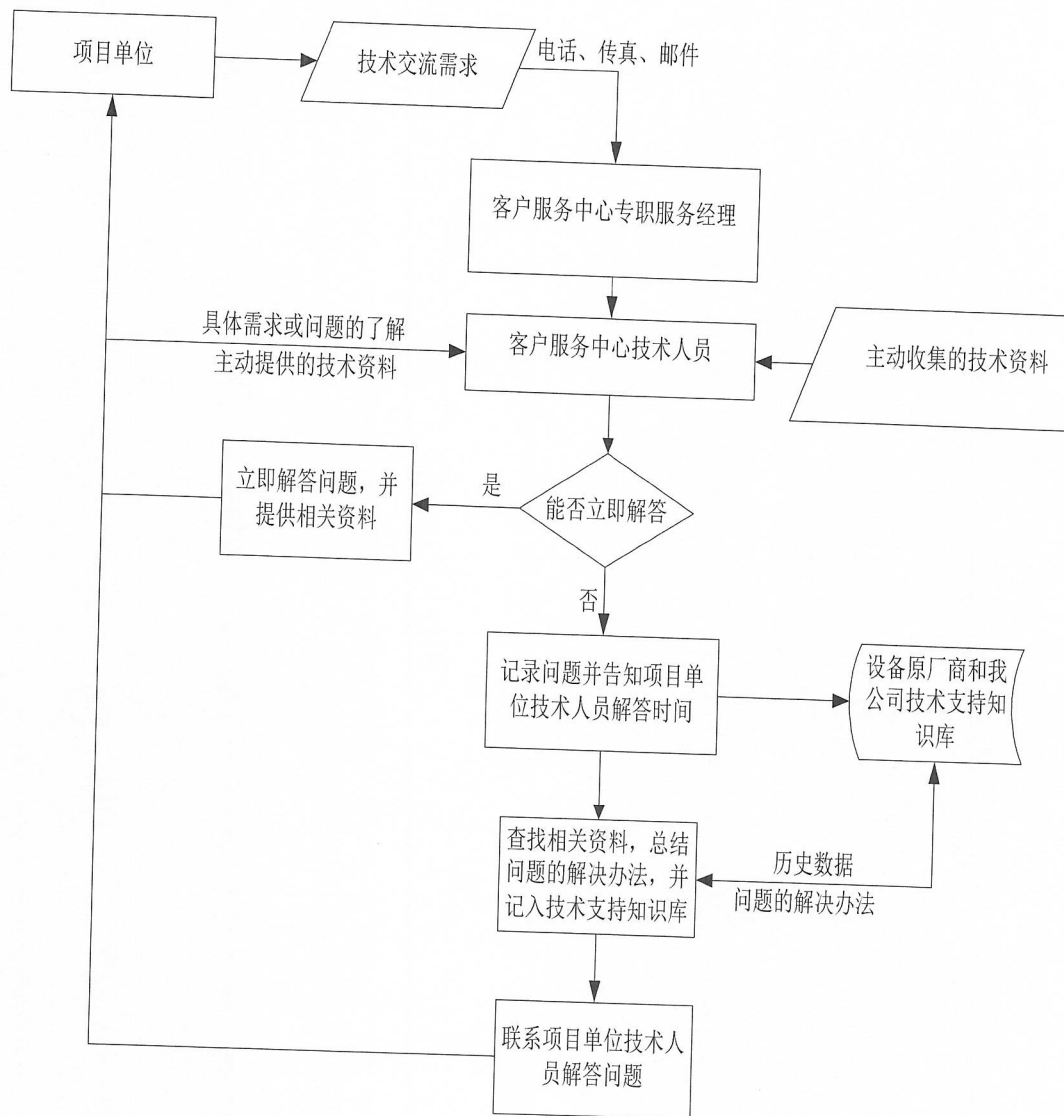 项目单位
技术交流需求
电话、传真、邮件
客户服务中心专职服务经理
具体需求或问题的了解
主动提供的技术资料
客户服务中心技术人员
主动收集的技术资料
立即解答问题，并
提供相关资料
是
能否立即解答
否
记录问题并告知项目单
位技术人员解答时间
设备原厂商和我
公司技术支持知
识库
查找相关资料，总结
问题的解决办法，并
记入技术支持知识库
历史数据
问题的解决办法
联系项目单位技术人
员解答问题